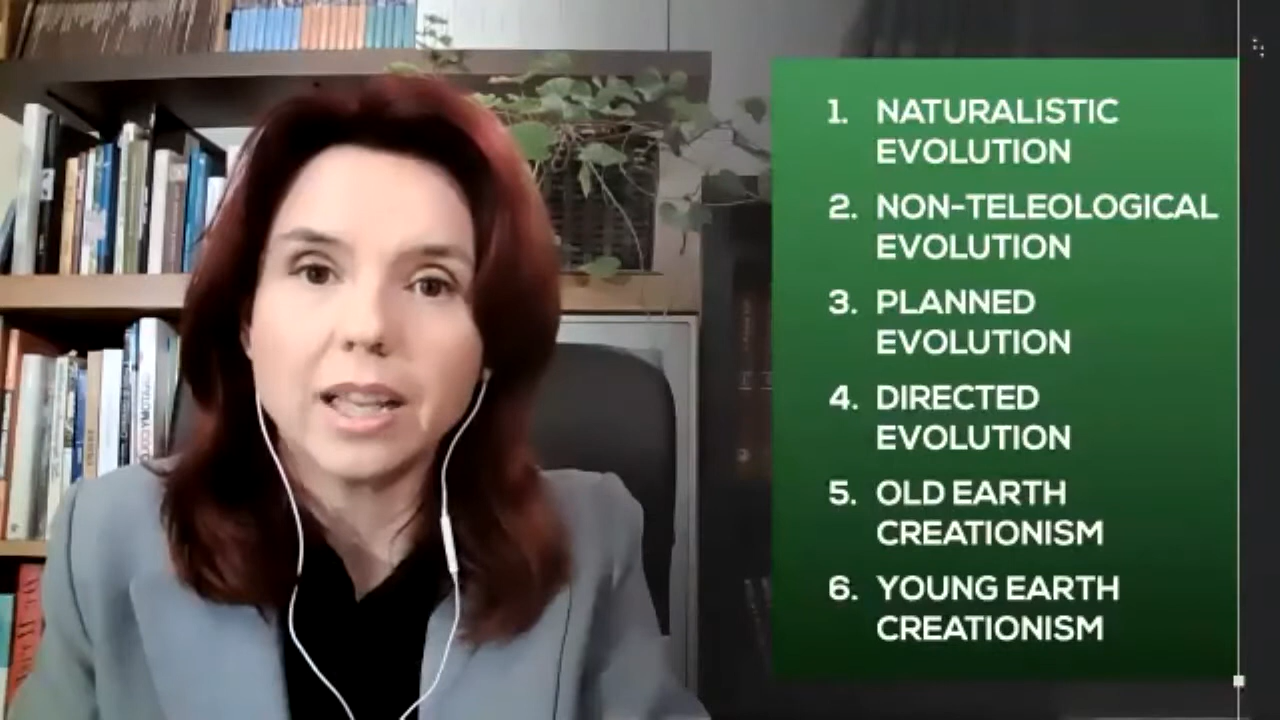 1. NATURALISTIC
EVOLUTION
2. NON-TELEOLOGICAL
EVOLUTION
3. PLANNED
EVOLUTION
4. DIRECTED
EVOLUTION
5. OLD EARTH
CREATIONISM
6. YOUNG EARTH
CREATIONISM